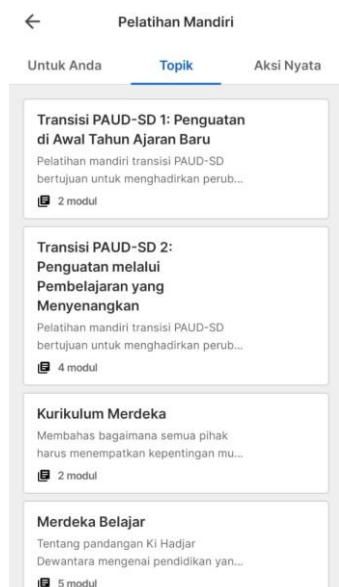 Pelatihan Mandiri
Untuk Anda Topik Aksi Nyata
Transisi PAUD-SD 1: Penguatan
di Awal Tahun Ajaran Baru
Pelatihan mandiri transisi PAUD-SD
bertujuan untuk menghadirkan perub...
2 modul
Transisi PAUD-SD 2:
Penguatan melalui
Pembelajaran yang
Menyenangkan
Pelatihan mandiri transisi PAUD-SD
bertujuan untuk menghadirkan perub...
4 modul
Kurikulum Merdeka
Membahas bagaimana semua pihak
harus menempatkan kepentingan mu...
2 modul
Merdeka Belajar
Tentang pandangan Ki Hadjar
Dewantara mengenai pendidikan yan...
5 modul